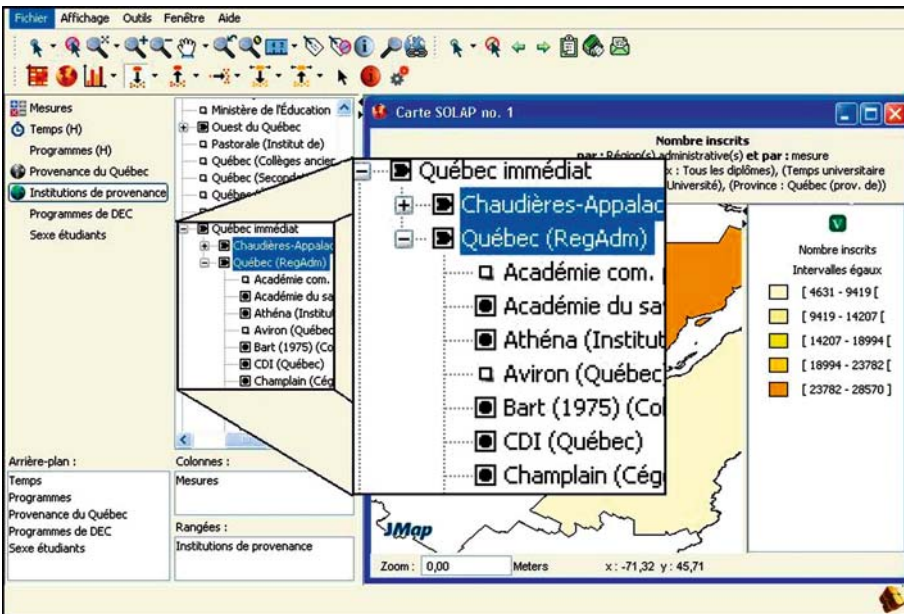 Fichier Affichage Outils Fenêtre Aide
Mesures
Temps (H)
Programmes (H)
Provenance du Québec
Institutions de provenance
Programmes de DEC
Sexe étudiants
Ministère de l'Éducation
Ouest du Québec
Pastorale (Institut de)
Québec (Collèges ancie
Québec (Second
Québec
Québec immédiat
Chaudières-Appalac
Québec (RegAdm)
Académie com.
Académie du sa
Athéna (Institu
Aviron (Québec
Bart (1975) (Co
CDI (Québec)
Champlain (Cég
Québec immédiat
Chaudières-Appalac
Québec (RegAdm)
Académie com.
Académie du sa
Athéna (Institut
Aviron (Québec
Bart (1975) (Co
CDI (Québec)
Champlain (Cég
Carte SOLAP no. 1
Nombre inscrits
par : Région(s) administrative(s) et par : mesure
x : Tous les diplômes), (Temps universitaire
Université), (Province : Québec (prov. de))
V
Nombre inscrits
Intervalles égaux
[ 4631 - 9419 [
[ 9419 - 14207 [
[ 14207 - 18994 [
[ 18994 - 23782 [
[ 23782 - 28570 ]
JMap
Zoom : 0,00 Meters x : -71,32 y : 45,71
Arrière-plan :
Temps
Programmes
Provenance du Québec
Programmes de DEC
Sexe étudiants
Colonnes :
Mesures
Rangées :
Institutions de provenance